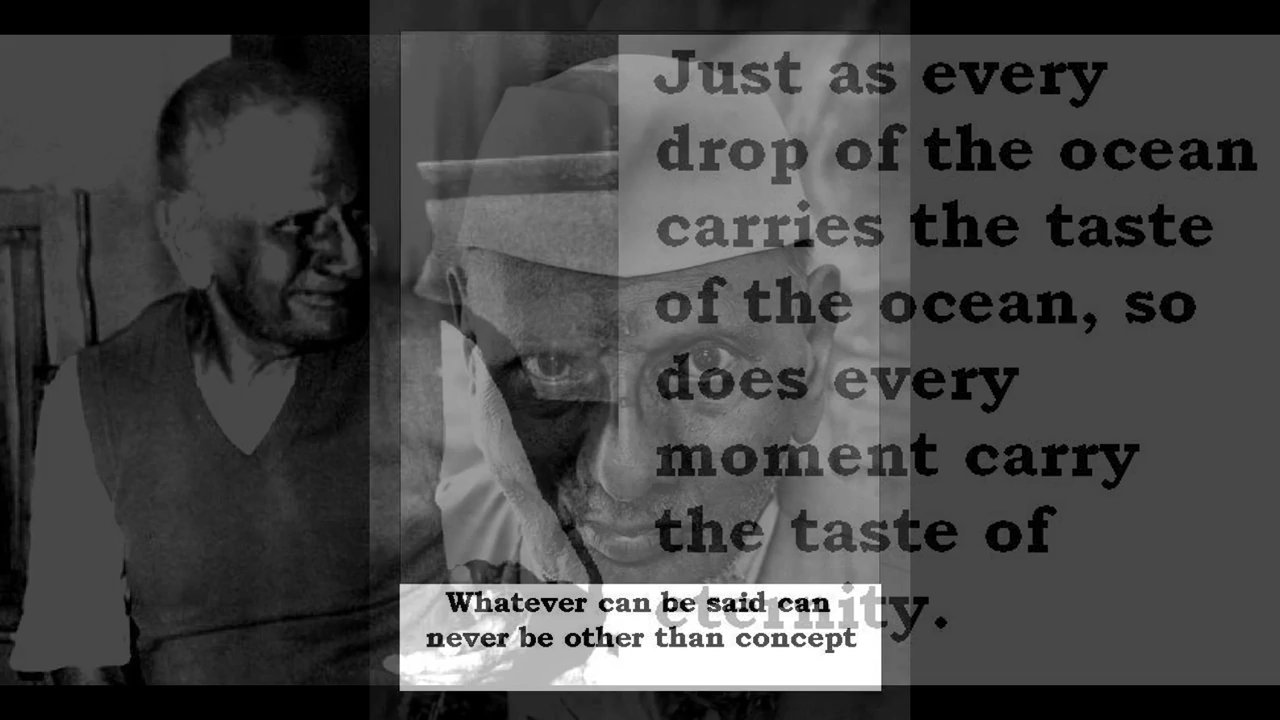 Just as every
drop of the ocean
carries the taste
of the ocean, so
does every
moment carry
the taste of
eternity.
Whatever can be said can
never be other than concept